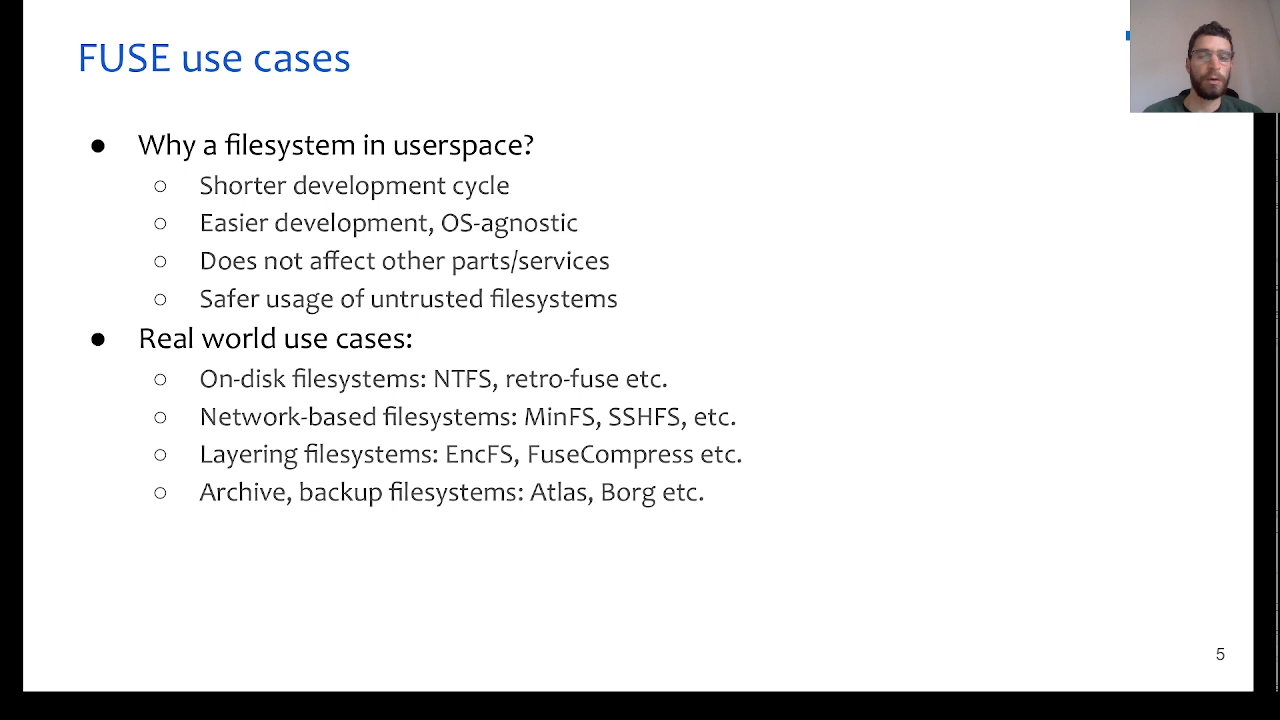 FUSE use cases
● Why a filesystem in userspace?
○ Shorter development cycle
○ Easier development, OS-agnostic
○ Does not affect other parts/services
○ Safer usage of untrusted filesystems
● Real world use cases:
○ On-disk filesystems: NTFS, retro-fuse etc.
○ Network-based filesystems: MinFS, SSHFS, etc.
○ Layering filesystems: EncFS, FuseCompress etc.
○ Archive, backup filesystems: Atlas, Borg etc.
5